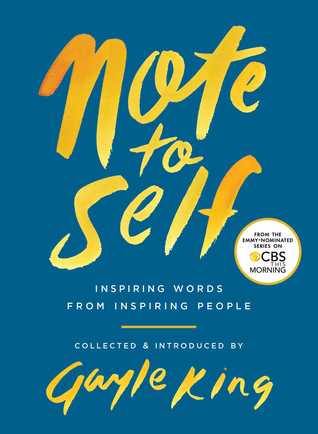 note
to
self
FROM THE
EMMY-NOMINATED
SERIES ON
CBS
THIS
MORNING
INSPIRING WORDS
FROM INSPIRING PEOPLE
COLLECTED & INTRODUCED BY
Gayle King